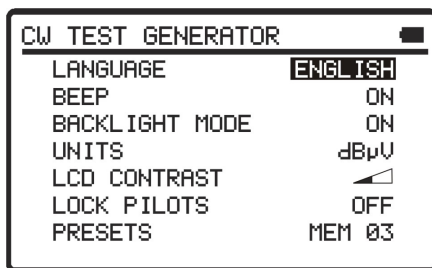 CW TEST GENERATOR
LANGUAGE ENGLISH
BEEP ON
BACKLIGHT MODE ON
UNITS dBµV
LCD CONTRAST
LOCK PILOTS OFF
PRESETS MEM 03